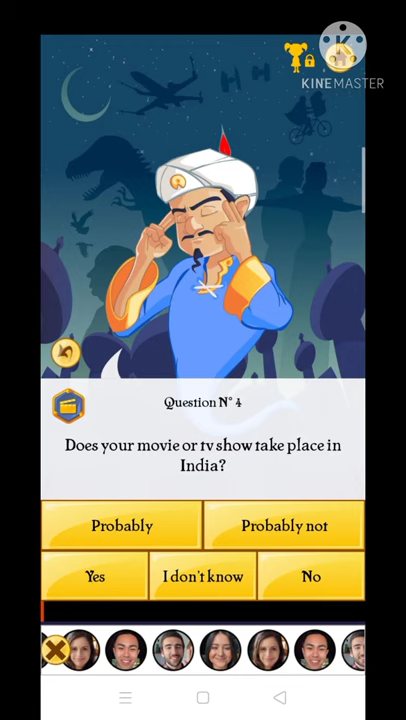 KINEMASTER
Question N° 4
Does your movie or tv show take place in
India?
Probably
Probably not
Yes
I don't know
No